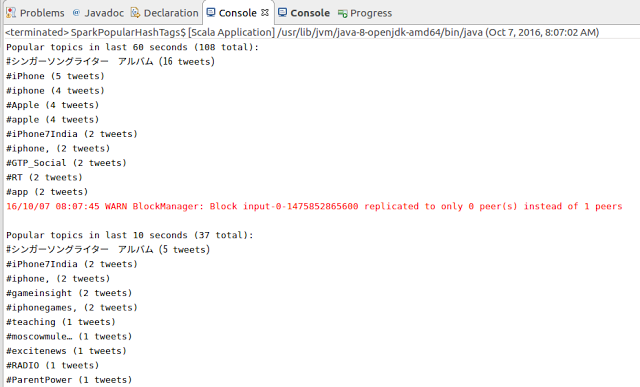 Problems @ Javadoc Declaration Console Console Progress
<terminated> SparkPopularHashTags$ [Scala Application] /usr/lib/jvm/java-8-openjdk-amd64/bin/java (Oct 7, 2016, 8:07:02 AM)
Popular topics in last 60 seconds (108 total):
#シンガーソングライター　アルバム (16 tweets)
#iPhone (5 tweets)
#iphone (4 tweets)
#Apple (4 tweets)
#apple (4 tweets)
#iPhone7India (2 tweets)
#iphone, (2 tweets)
#GTP_Social (2 tweets)
#RT (2 tweets)
#app (2 tweets)
16/10/07 08:07:45 WARN BlockManager: Block input-0-1475852865600 replicated to only 0 peer(s) instead of 1 peers
Popular topics in last 10 seconds (37 total):
#シンガーソングライター　アルバム (5 tweets)
#iPhone7India (2 tweets)
#iphone, (2 tweets)
#gameinsight (2 tweets)
#iphonegames, (2 tweets)
#teaching (1 tweets)
#moscowmule… (1 tweets)
#excitenews (1 tweets)
#RADIO (1 tweets)
#ParentPower (1 tweets)